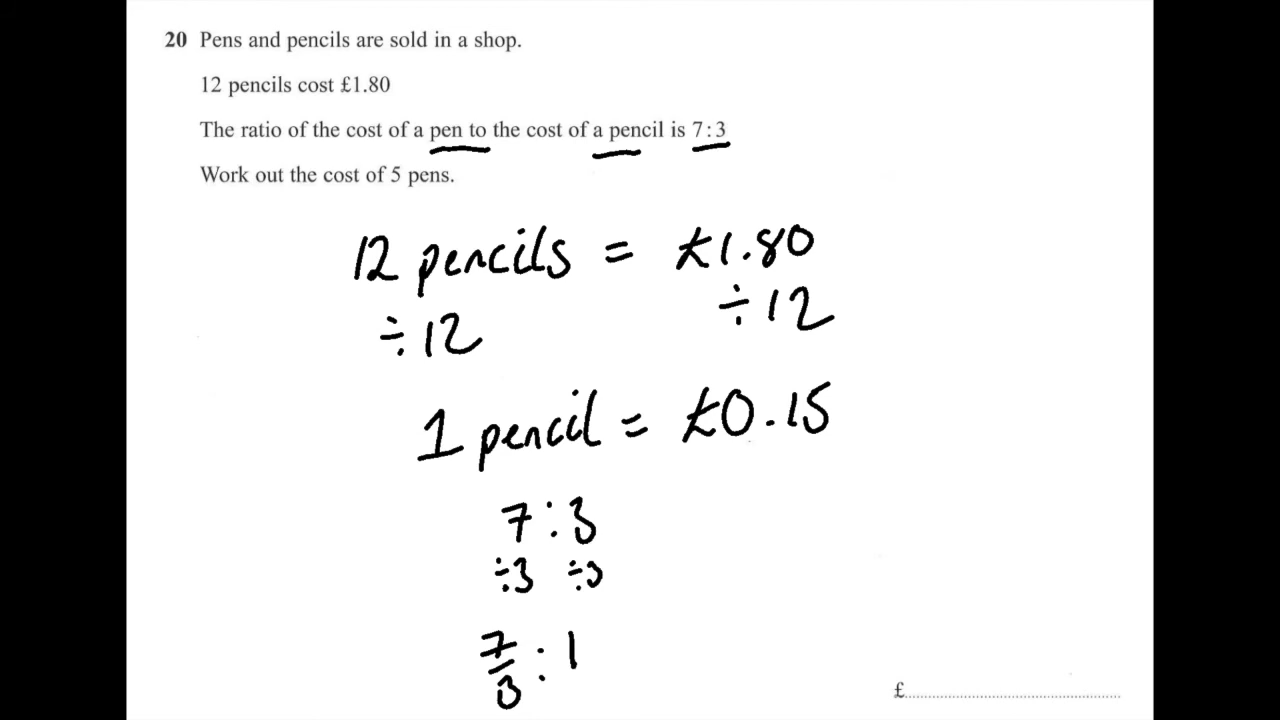 20 Pens and pencils are sold in a shop.
12 pencils cost £1.80
The ratio of the cost of a pen to the cost of a pencil is 7:3
Work out the cost of 5 pens.
12 pencils = £1.80
÷12 ÷12
1 pencil = £0.15
7:3
÷3 ÷3
7/3 : 1
£